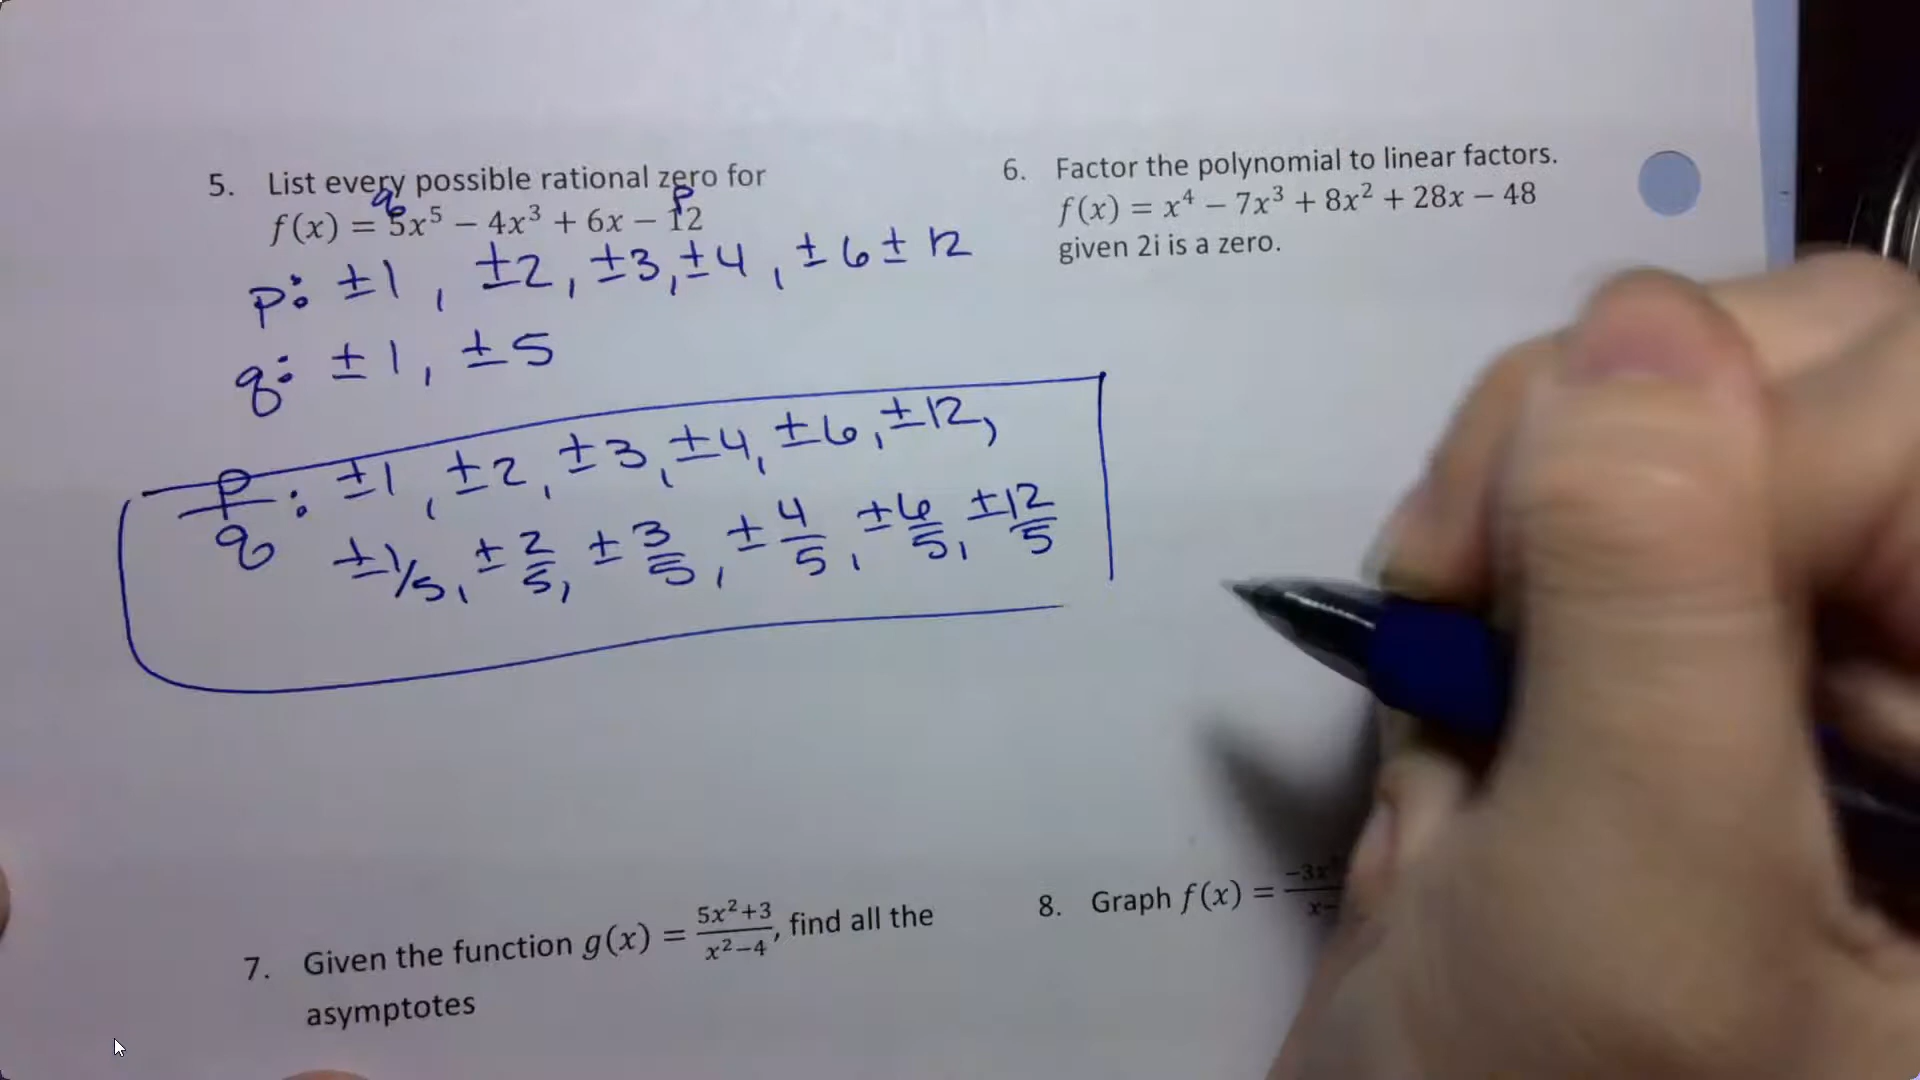 5. List every possible rational zero for
q p
f(x) = 5x⁵ − 4x³ + 6x − 12
p: ±1, ±2, ±3, ±4, ±6 ±12
q: ±1, ±5
p/q: ±1, ±2, ±3, ±4, ±6, ±12,
±1/5, ±2/5, ±3/5, ±4/5, ±6/5, ±12/5
6. Factor the polynomial to linear factors.
f(x) = x⁴ − 7x³ + 8x² + 28x − 48
given 2i is a zero.
7. Given the function g(x) = (5x²+3)/(x²−4), find all the
asymptotes
8. Graph f(x) =